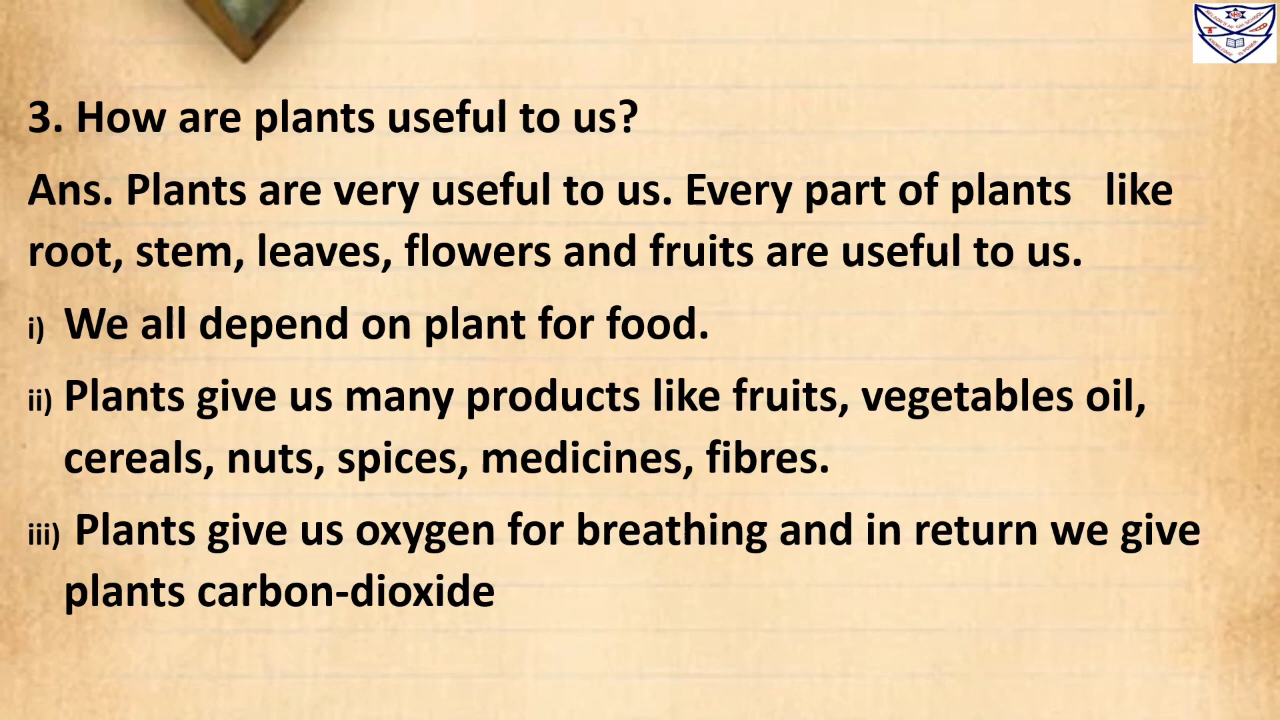 3. How are plants useful to us?
Ans. Plants are very useful to us. Every part of plants   like
root, stem, leaves, flowers and fruits are useful to us.
i) We all depend on plant for food.
ii) Plants give us many products like fruits, vegetables oil,
cereals, nuts, spices, medicines, fibres.
iii) Plants give us oxygen for breathing and in return we give
plants carbon-dioxide